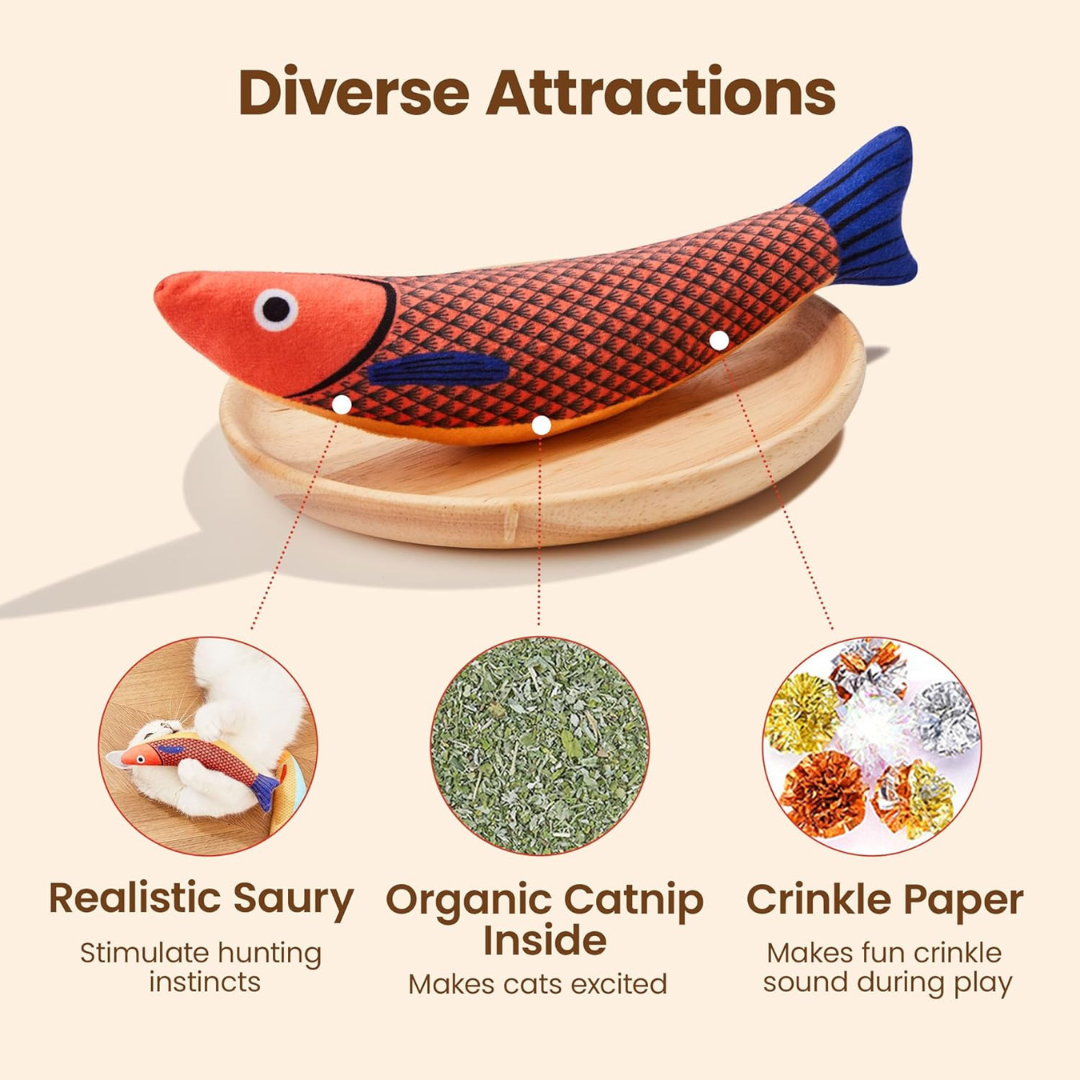 Diverse Attractions
Realistic Saury
Stimulate hunting
instincts
Organic Catnip
Inside
Makes cats excited
Crinkle Paper
Makes fun crinkle
sound during play